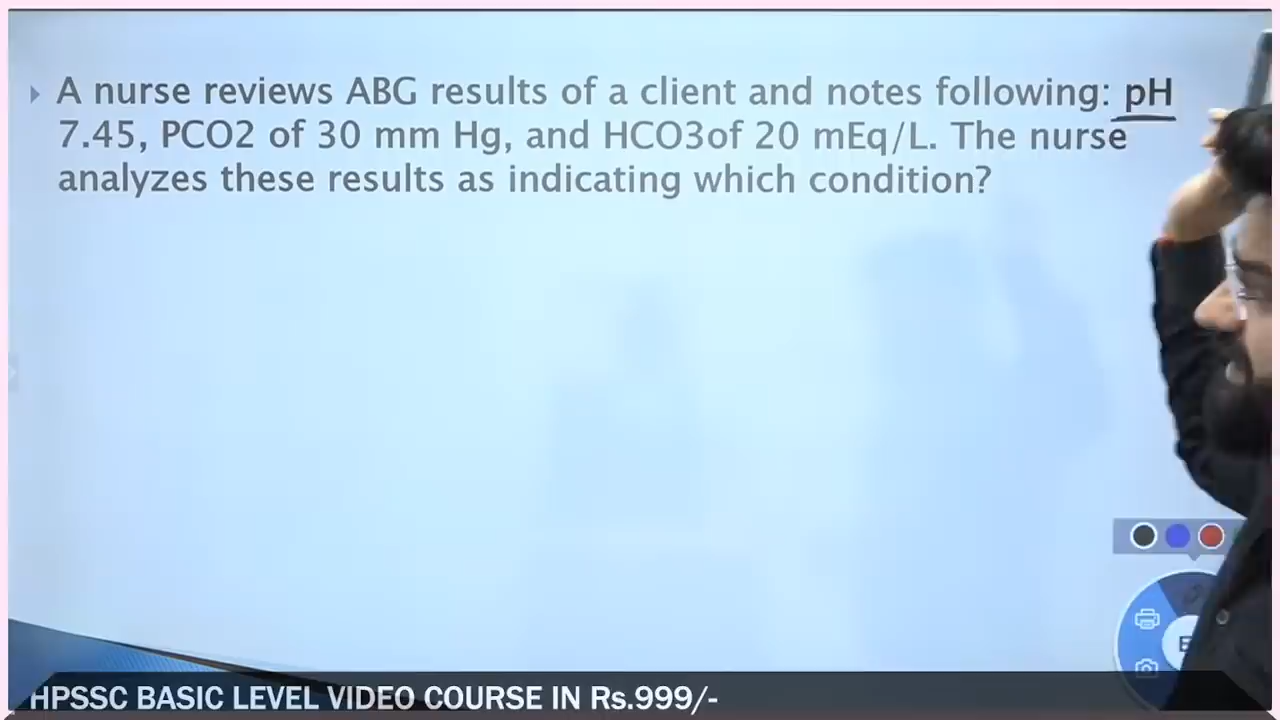 A nurse reviews ABG results of a client and notes following: pH
7.45, PCO2 of 30 mm Hg, and HCO3of 20 mEq/L. The nurse
analyzes these results as indicating which condition?
HPSSC BASIC LEVEL VIDEO COURSE IN Rs.999/-